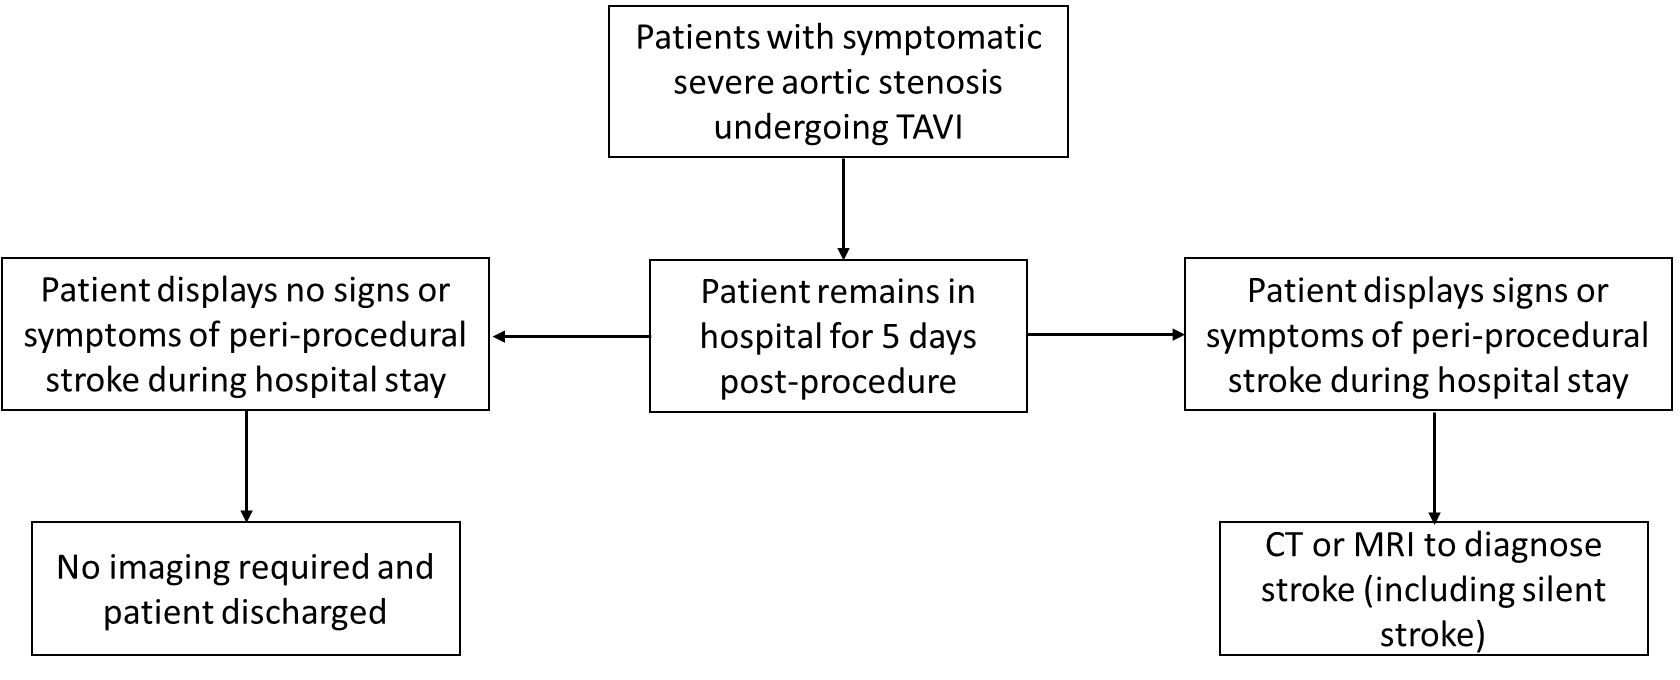 Patients with symptomatic
severe aortic stenosis
undergoing TAVI
Patient displays no signs or
symptoms of peri-procedural
stroke during hospital stay
Patient remains in
hospital for 5 days
post-procedure
Patient displays signs or
symptoms of peri-procedural
stroke during hospital stay
No imaging required and
patient discharged
CT or MRI to diagnose
stroke (including silent
stroke)